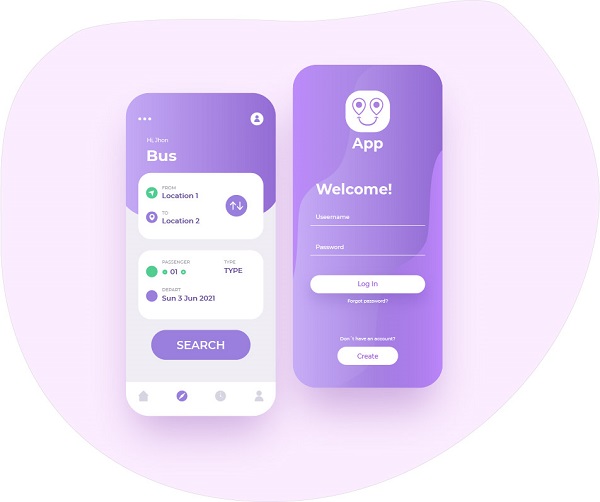 Hi, Jhon
Bus
FROM
Location 1
TO
Location 2
PASSENGER
01
TYPE
TYPE
DEPART
Sun 3 Jun 2021
SEARCH
App
Welcome!
Useername
Password
Log In
Forgot password?
Don´t have an account?
Create